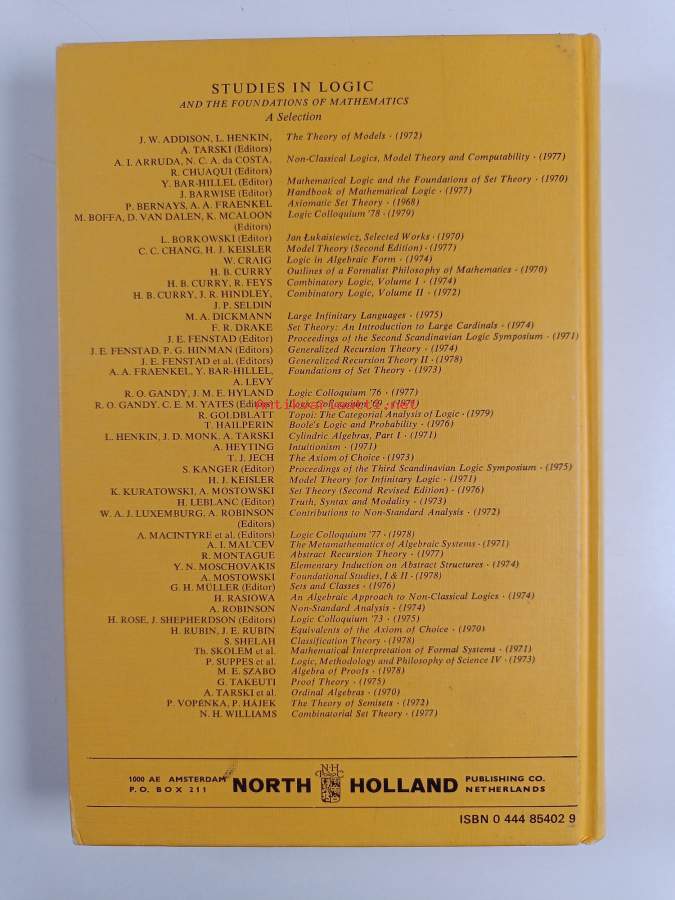 STUDIES IN LOGIC
AND THE FOUNDATIONS OF MATHEMATICS
A Selection
J. W. ADDISON, L. HENKIN, The Theory of Models - (1972)
A. TARSKI (Editors)
A. I. ARRUDA, N. C. A. da COSTA, Non-Classical Logics, Model Theory and Computability - (1977)
R. CHUAQUI (Editors)
Y. BAR-HILLEL (Editor) Mathematical Logic and the Foundations of Set Theory - (1970)
J. BARWISE (Editor) Handbook of Mathematical Logic - (1977)
P. BERNAYS, A. A. FRAENKEL Axiomatic Set Theory - (1968)
M. BOFFA, D. VAN DALEN, K. MCALOON Logic Colloquium '78 - (1979)
(Editors)
L. BORKOWSKI (Editor) Jan Łukaisiewicz, Selected Works - (1970)
C. C. CHANG, H. J. KEISLER Model Theory (Second Edition) - (1977)
W. CRAIG Logic in Algebraic Form - (1974)
H. B. CURRY Outlines of a Formalist Philosophy of Mathematics - (1970)
H. B. CURRY, R. FEYS Combinatory Logic, Volume I - (1974)
H. B. CURRY, J. R. HINDLEY, Combinatory Logic, Volume II - (1972)
J. P. SELDIN
M. A. DICKMANN Large Infinitary Languages - (1975)
F. R. DRAKE Set Theory: An Introduction to Large Cardinals - (1974)
J. E. FENSTAD (Editor) Proceedings of the Second Scandinavian Logic Symposium - (1971)
J. E. FENSTAD, P. G. HINMAN (Editors) Generalized Recursion Theory - (1974)
J. E. FENSTAD et al. (Editors) Generalized Recursion Theory II - (1978)
A. A. FRAENKEL, Y. BAR-HILLEL, Foundations of Set Theory - (1973)
A. LEVY
R. O. GANDY, J. M. E. HYLAND Logic Colloquium '76 - (1977)
R. O. GANDY, C. E. M. YATES (Editors) Logic Colloquium '69
Antikvariaatti.net
R. GOLDBLATT Topoi: The Categorial Analysis of Logic - (1979)
T. HAILPERIN Boole's Logic and Probability - (1976)
L. HENKIN, J. D. MONK, A. TARSKI Cylindric Algebras, Part I - (1971)
A. HEYTING Intuitionism - (1971)
T. J. JECH The Axiom of Choice - (1973)
S. KANGER (Editor) Proceedings of the Third Scandinavian Logic Symposium - (1975)
H. J. KEISLER Model Theory for Infinitary Logic - (1971)
K. KURATOWSKI, A. MOSTOWSKI Set Theory (Second Revised Edition) - (1976)
H. LEBLANC (Editor) Truth, Syntax and Modality - (1973)
W. A. J. LUXEMBURG, A. ROBINSON Contributions to Non-Standard Analysis - (1972)
(Editors)
A. MACINTYRE et al. (Editors) Logic Colloquium '77 - (1978)
A. I. MAL'CEV The Metamathematics of Algebraic Systems - (1971)
R. MONTAGUE Abstract Recursion Theory - (1977)
Y. N. MOSCHOVAKIS Elementary Induction on Abstract Structures - (1974)
A. MOSTOWSKI Foundational Studies, I & II - (1978)
G. H. MÜLLER (Editor) Sets and Classes - (1976)
H. RASIOWA An Algebraic Approach to Non-Classical Logics - (1974)
A. ROBINSON Non-Standard Analysis - (1974)
H. ROSE, J. SHEPHERDSON (Editors) Logic Colloquium '73 - (1975)
H. RUBIN, J. E. RUBIN Equivalents of the Axiom of Choice - (1970)
S. SHELAH Classification Theory - (1978)
Th. SKOLEM et al. Mathematical Interpretation of Formal Systems - (1971)
P. SUPPES et al. Logic, Methodology and Philosophy of Science IV - (1973)
M. E. SZABO Algebra of Proofs - (1978)
G. TAKEUTI Proof Theory - (1975)
A. TARSKI et al. Ordinal Algebras - (1970)
P. VOPĚNKA, P. HÁJEK The Theory of Semisets - (1972)
N. H. WILLIAMS Combinatorial Set Theory - (1977)
1000 AE AMSTERDAM NORTH HOLLAND PUBLISHING CO.
P.O. BOX 211 NETHERLANDS
ISBN 0 444 85402 9